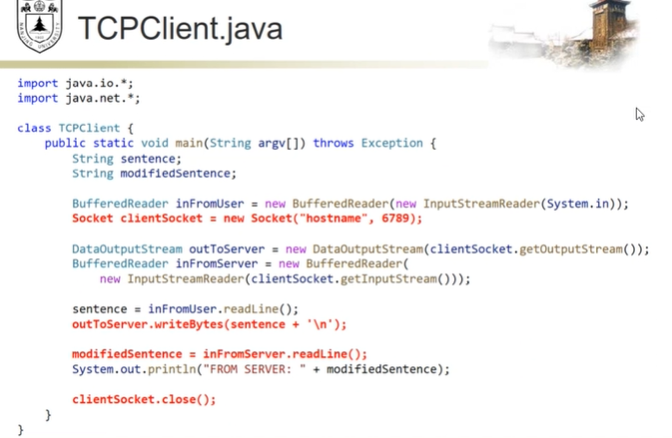 TCPClient.java
import java.io.*;
import java.net.*;
class TCPClient {
public static void main(String argv[]) throws Exception {
String sentence;
String modifiedSentence;
BufferedReader inFromUser = new BufferedReader(new InputStreamReader(System.in));
Socket clientSocket = new Socket("hostname", 6789);
DataOutputStream outToServer = new DataOutputStream(clientSocket.getOutputStream());
BufferedReader inFromServer = new BufferedReader(
new InputStreamReader(clientSocket.getInputStream()));
sentence = inFromUser.readLine();
outToServer.writeBytes(sentence + '\n');
modifiedSentence = inFromServer.readLine();
System.out.println("FROM SERVER: " + modifiedSentence);
clientSocket.close();
}
}